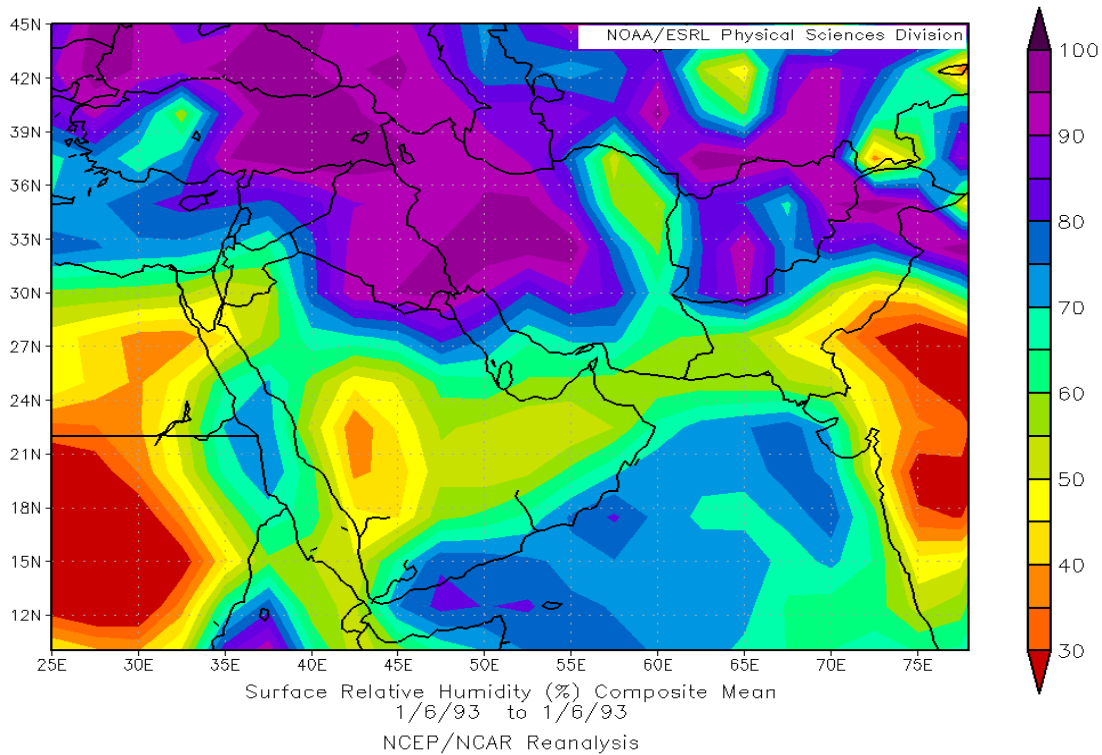 NOAA/ESRL Physical Sciences Division
45N
42N
39N
36N
33N
30N
27N
24N
21N
18N
15N
12N
25E 30E 35E 40E 45E 50E 55E 60E 65E 70E 75E
100
90
80
70
60
50
40
30
Surface Relative Humidity (%) Composite Mean
1/6/93 to 1/6/93
NCEP/NCAR Reanalysis